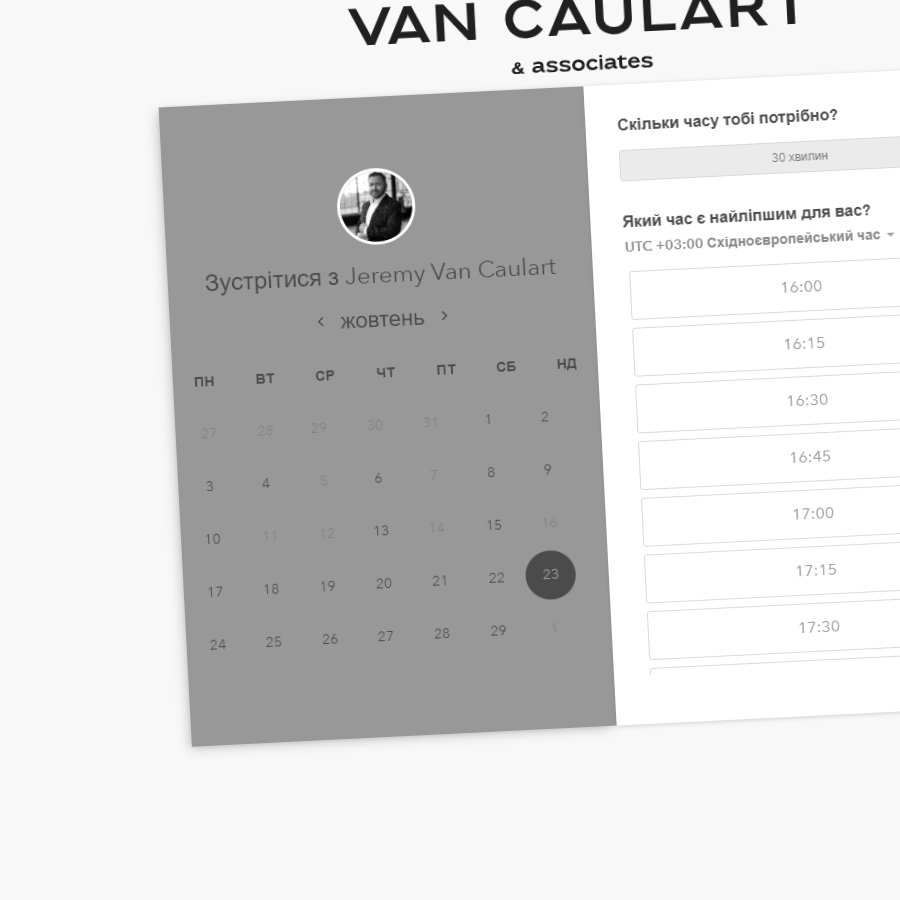 VAN CAULART
& associates
Зустрітися з Jeremy Van Caulart
жовтень
ПН ВТ СР ЧТ ПТ СБ НД
27 28 29 30 31 1 2
3 4 5 6 7 8 9
10 11 12 13 14 15 16
17 18 19 20 21 22 23
24 25 26 27 28 29 1
Скільки часу тобі потрібно?
30 хвилин
Який час є найліпшим для вас?
UTC +03:00 Східноєвропейський час
16:00
16:15
16:30
16:45
17:00
17:15
17:30